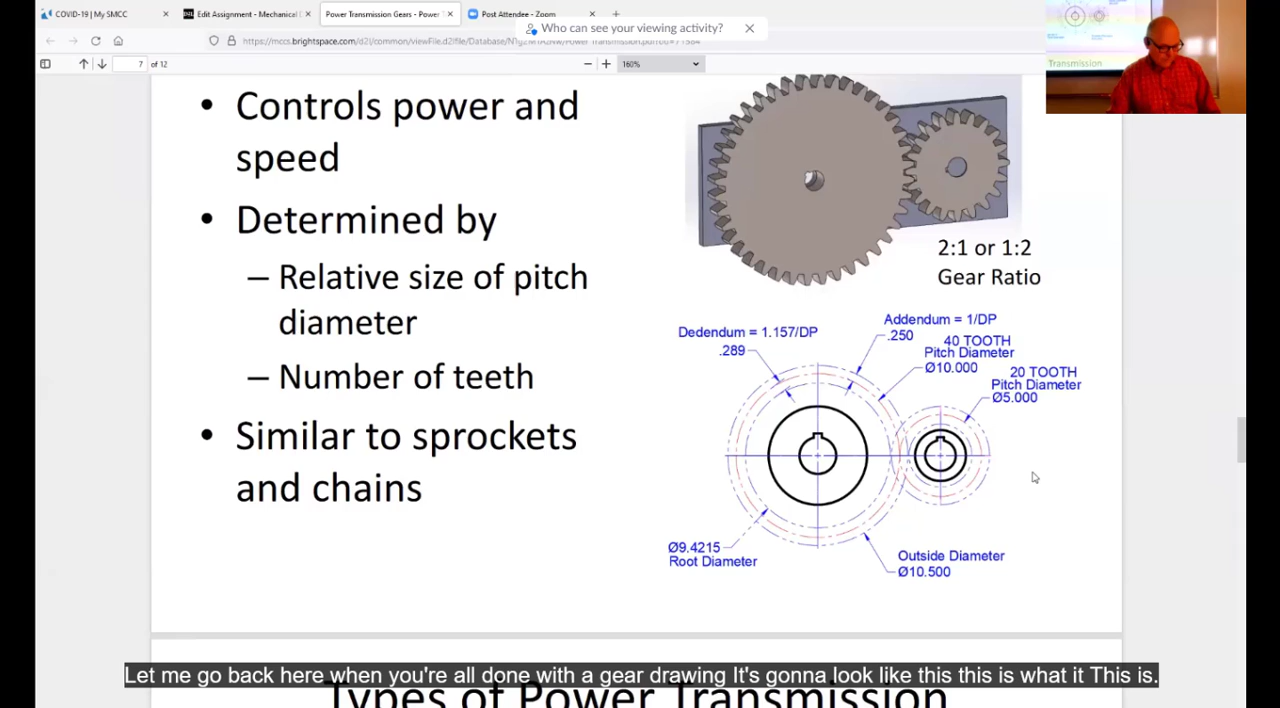 COVID-19 | My SMCC
Edit Assignment - Mechanical
Power Transmission Gears - Power
Post Attendee - Zoom
Who can see your viewing activity?
7 of 12
160%
Transmission
• Controls power and
speed
• Determined by
– Relative size of pitch
diameter
– Number of teeth
• Similar to sprockets
and chains
2:1 or 1:2
Gear Ratio
Dedendum = 1.157/DP
.289
Addendum = 1/DP
.250
40 TOOTH
Pitch Diameter
Ø10.000
20 TOOTH
Pitch Diameter
Ø5.000
Ø9.4215
Root Diameter
Outside Diameter
Ø10.500
Let me go back here when you're all done with a gear drawing It's gonna look like this this is what it This is.
Types of Power Transmission